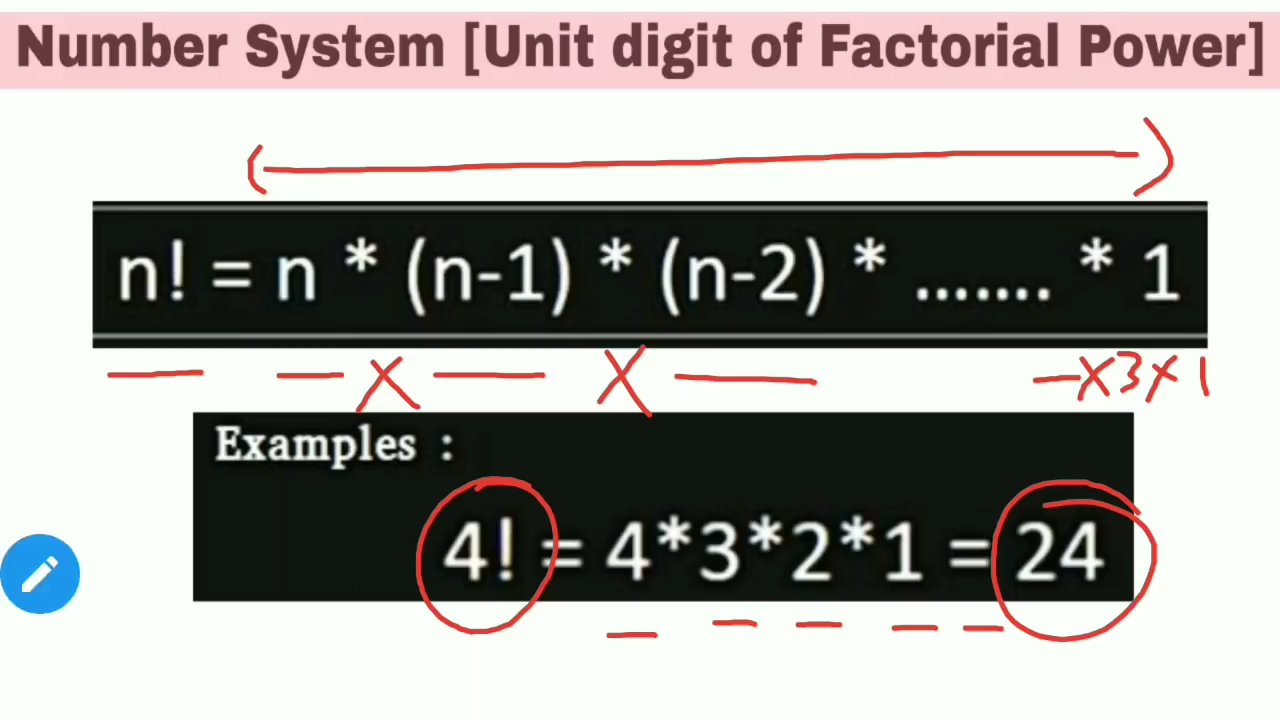 Number System [Unit digit of Factorial Power]
n! = n * (n-1) * (n-2) * ....... * 1
X X X3X1
Examples :
4! = 4*3*2*1 = 24